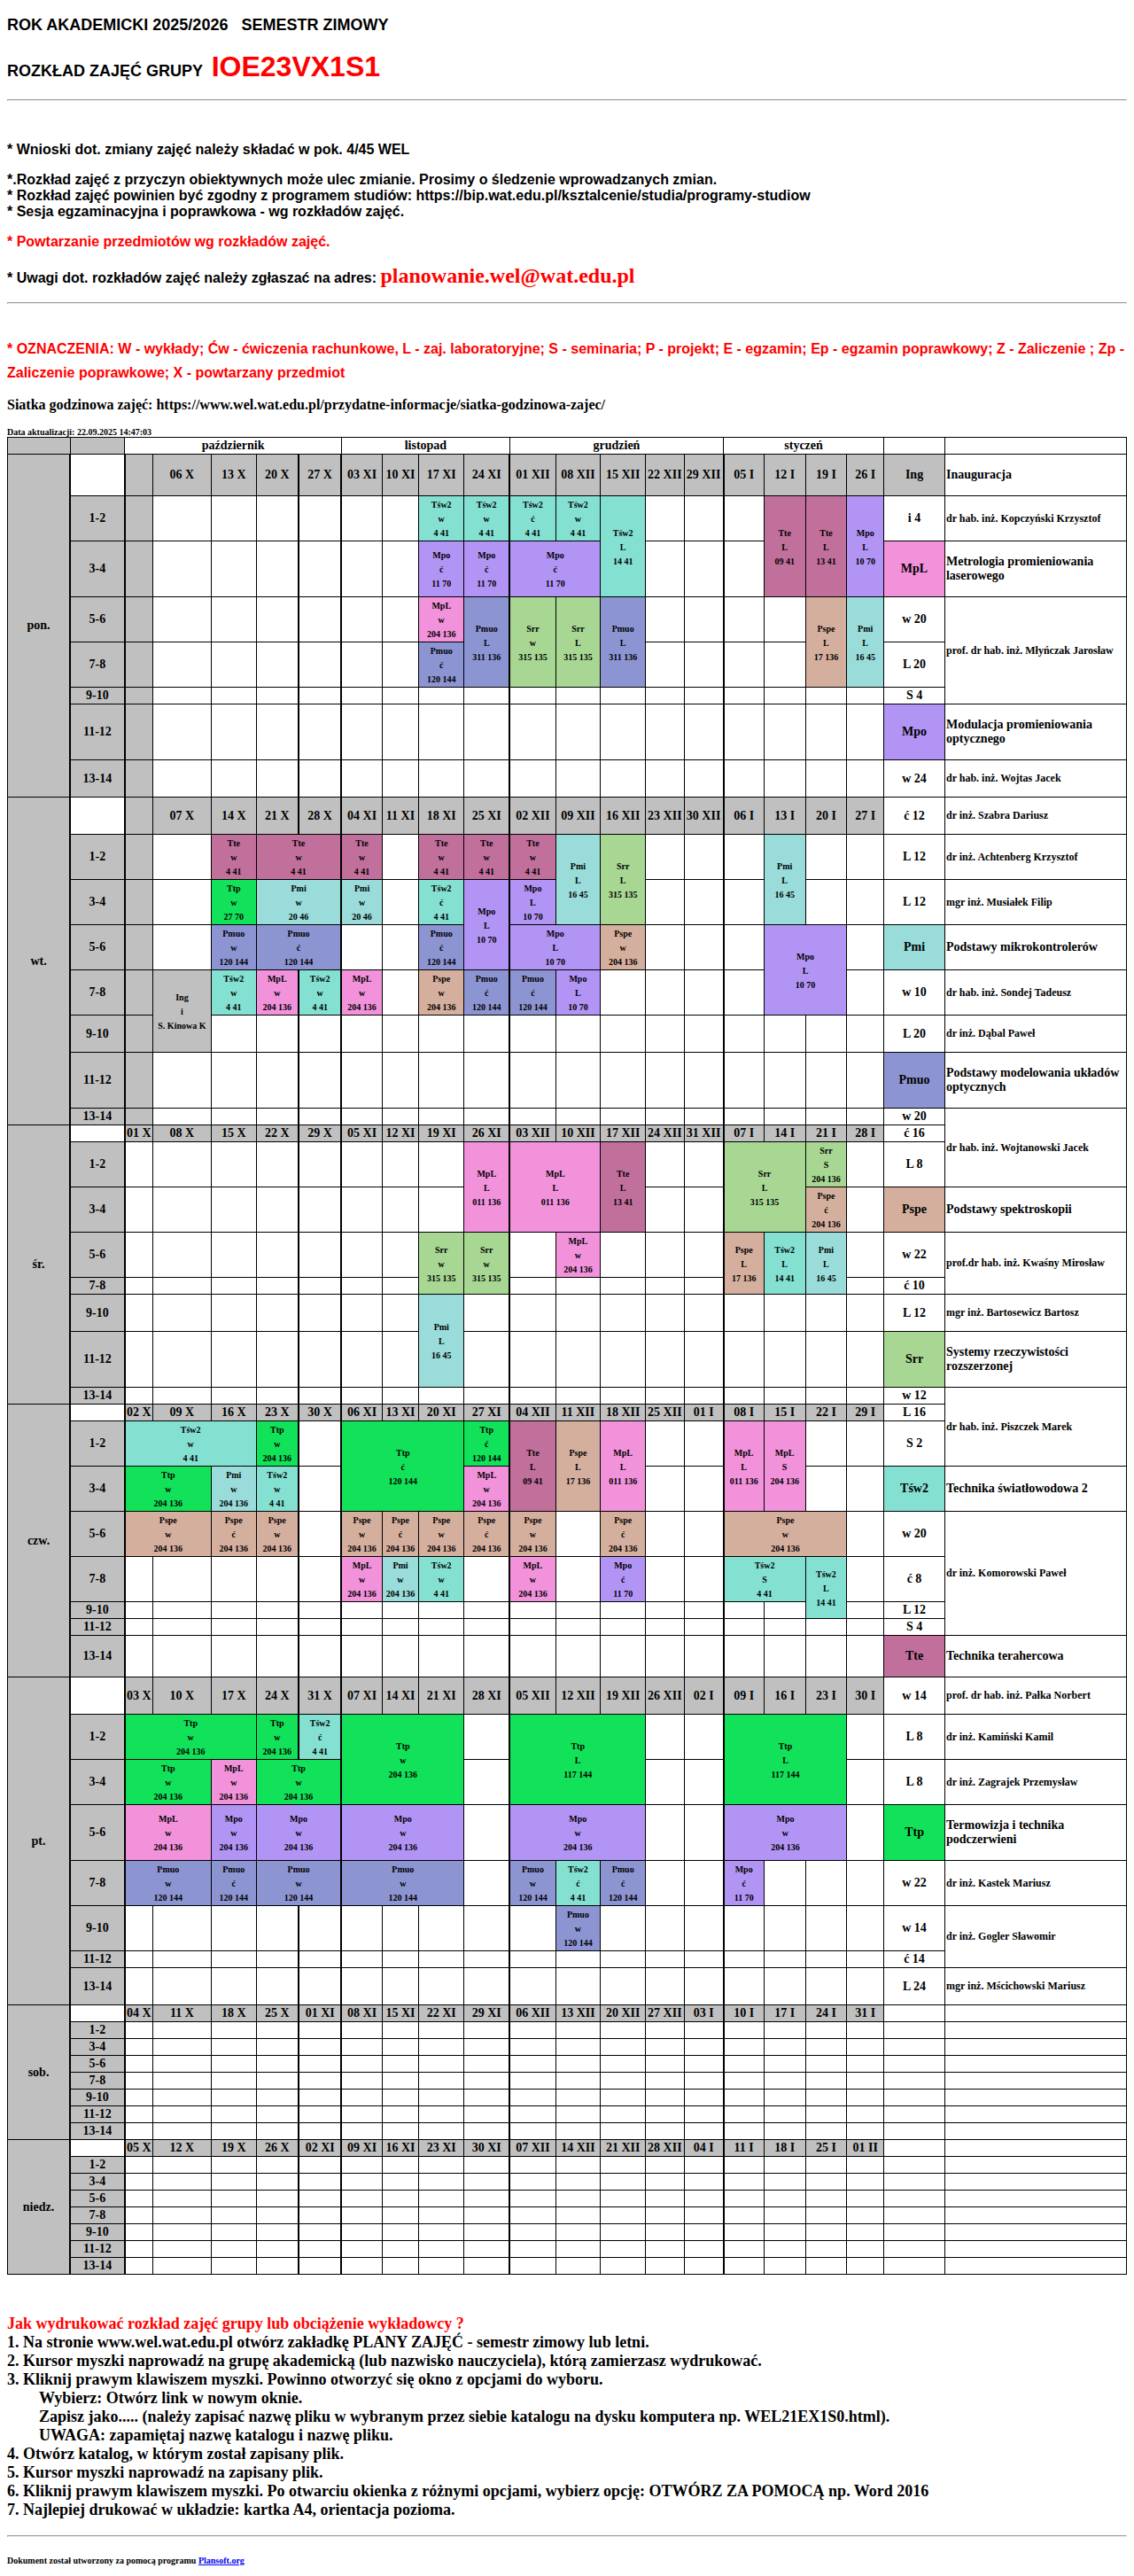 ROK AKADEMICKI 2025/2026   SEMESTR ZIMOWY
ROZKŁAD ZAJĘĆ GRUPY  IOE23VX1S1
* Wnioski dot. zmiany zajęć należy składać w pok. 4/45 WEL
*.Rozkład zajęć z przyczyn obiektywnych może ulec zmianie. Prosimy o śledzenie wprowadzanych zmian.
* Rozkład zajęć powinien być zgodny z programem studiów: https://bip.wat.edu.pl/ksztalcenie/studia/programy-studiow
* Sesja egzaminacyjna i poprawkowa - wg rozkładów zajęć.
* Powtarzanie przedmiotów wg rozkładów zajęć.
* Uwagi dot. rozkładów zajęć należy zgłaszać na adres: planowanie.wel@wat.edu.pl
* OZNACZENIA: W - wykłady; Ćw - ćwiczenia rachunkowe, L - zaj. laboratoryjne; S - seminaria; P - projekt; E - egzamin; Ep - egzamin poprawkowy; Z - Zaliczenie ; Zp -
Zaliczenie poprawkowe; X - powtarzany przedmiot
Siatka godzinowa zajęć: https://www.wel.wat.edu.pl/przydatne-informacje/siatka-godzinowa-zajec/
Data aktualizacji: 22.09.2025 14:47:03
październik listopad grudzień styczeń
pon. 06 X 13 X 20 X 27 X 03 XI 10 XI 17 XI 24 XI 01 XII 08 XII 15 XII 22 XII 29 XII 05 I 12 I 19 I 26 I Ing Inauguracja
1-2 Tśw2 w 4 41 Tśw2 w 4 41 Tśw2 ć 4 41 Tśw2 w 4 41 Tśw2 L 14 41 Tte L 09 41 Tte L 13 41 Mpo L 10 70 i 4 dr hab. inż. Kopczyński Krzysztof
3-4 Mpo ć 11 70 Mpo ć 11 70 Mpo ć 11 70 MpL Metrologia promieniowania laserowego
5-6 MpL w 204 136 Pmuo L 311 136 Srr w 315 135 Srr L 315 135 Pmuo L 311 136 Pspe L 17 136 Pmi L 16 45 w 20 prof. dr hab. inż. Młyńczak Jarosław
7-8 Pmuo ć 120 144 L 20
9-10 S 4
11-12 Mpo Modulacja promieniowania optycznego
13-14 w 24 dr hab. inż. Wojtas Jacek
wt. 07 X 14 X 21 X 28 X 04 XI 11 XI 18 XI 25 XI 02 XII 09 XII 16 XII 23 XII 30 XII 06 I 13 I 20 I 27 I ć 12 dr inż. Szabra Dariusz
1-2 Tte w 4 41 Tte w 4 41 Tte w 4 41 Tte w 4 41 Tte w 4 41 Tte w 4 41 Pmi L 16 45 Srr L 315 135 Pmi L 16 45 L 12 dr inż. Achtenberg Krzysztof
3-4 Ttp w 27 70 Pmi w 20 46 Pmi w 20 46 Tśw2 ć 4 41 Mpo L 10 70 Mpo L 10 70 L 12 mgr inż. Musiałek Filip
5-6 Pmuo w 120 144 Pmuo ć 120 144 Pmuo ć 120 144 Mpo L 10 70 Pspe w 204 136 Mpo L 10 70 Pmi Podstawy mikrokontrolerów
7-8 Ing i S. Kinowa K Tśw2 w 4 41 MpL w 204 136 Tśw2 w 4 41 MpL w 204 136 Pspe w 204 136 Pmuo ć 120 144 Pmuo ć 120 144 Mpo L 10 70 w 10 dr hab. inż. Sondej Tadeusz
9-10 L 20 dr inż. Dąbal Paweł
11-12 Pmuo Podstawy modelowania układów optycznych
13-14 w 20 dr hab. inż. Wojtanowski Jacek
śr. 01 X 08 X 15 X 22 X 29 X 05 XI 12 XI 19 XI 26 XI 03 XII 10 XII 17 XII 24 XII 31 XII 07 I 14 I 21 I 28 I ć 16
1-2 MpL L 011 136 MpL L 011 136 Tte L 13 41 Srr L 315 135 Srr S 204 136 L 8
3-4 Pspe ć 204 136 Pspe Podstawy spektroskopii
5-6 Srr w 315 135 Srr w 315 135 MpL w 204 136 Pspe L 17 136 Tśw2 L 14 41 Pmi L 16 45 w 22 prof.dr hab. inż. Kwaśny Mirosław
7-8 ć 10
9-10 Pmi L 16 45 L 12 mgr inż. Bartosewicz Bartosz
11-12 Srr Systemy rzeczywistości rozszerzonej
13-14 w 12 dr hab. inż. Piszczek Marek
czw. 02 X 09 X 16 X 23 X 30 X 06 XI 13 XI 20 XI 27 XI 04 XII 11 XII 18 XII 25 XII 01 I 08 I 15 I 22 I 29 I L 16
1-2 Tśw2 w 4 41 Ttp w 204 136 Ttp ć 120 144 Ttp ć 120 144 Tte L 09 41 Pspe L 17 136 MpL L 011 136 MpL L 011 136 MpL S 204 136 S 2
3-4 Ttp w 204 136 Pmi w 204 136 Tśw2 w 4 41 MpL w 204 136 Tśw2 Technika światłowodowa 2
5-6 Pspe w 204 136 Pspe ć 204 136 Pspe w 204 136 Pspe w 204 136 Pspe ć 204 136 Pspe w 204 136 Pspe ć 204 136 Pspe w 204 136 Pspe ć 204 136 Pspe w 204 136 w 20 dr inż. Komorowski Paweł
7-8 MpL w 204 136 Pmi w 204 136 Tśw2 w 4 41 MpL w 204 136 Mpo ć 11 70 Tśw2 S 4 41 Tśw2 L 14 41 ć 8
9-10 L 12
11-12 S 4
13-14 Tte Technika terahercowa
pt. 03 X 10 X 17 X 24 X 31 X 07 XI 14 XI 21 XI 28 XI 05 XII 12 XII 19 XII 26 XII 02 I 09 I 16 I 23 I 30 I w 14 prof. dr hab. inż. Pałka Norbert
1-2 Ttp w 204 136 Ttp w 204 136 Tśw2 ć 4 41 Ttp w 204 136 Ttp L 117 144 Ttp L 117 144 L 8 dr inż. Kamiński Kamil
3-4 Ttp w 204 136 MpL w 204 136 Ttp w 204 136 L 8 dr inż. Zagrajek Przemysław
5-6 MpL w 204 136 Mpo w 204 136 Mpo w 204 136 Mpo w 204 136 Mpo w 204 136 Mpo w 204 136 Ttp Termowizja i technika podczerwieni
7-8 Pmuo w 120 144 Pmuo ć 120 144 Pmuo w 120 144 Pmuo w 120 144 Pmuo w 120 144 Tśw2 ć 4 41 Pmuo ć 120 144 Mpo ć 11 70 w 22 dr inż. Kastek Mariusz
9-10 Pmuo w 120 144 w 14 dr inż. Gogler Sławomir
11-12 ć 14
13-14 L 24 mgr inż. Mścichowski Mariusz
sob. 04 X 11 X 18 X 25 X 01 XI 08 XI 15 XI 22 XI 29 XI 06 XII 13 XII 20 XII 27 XII 03 I 10 I 17 I 24 I 31 I
1-2
3-4
5-6
7-8
9-10
11-12
13-14
niedz. 05 X 12 X 19 X 26 X 02 XI 09 XI 16 XI 23 XI 30 XI 07 XII 14 XII 21 XII 28 XII 04 I 11 I 18 I 25 I 01 II
1-2
3-4
5-6
7-8
9-10
11-12
13-14
Jak wydrukować rozkład zajęć grupy lub obciążenie wykładowcy ?
1. Na stronie www.wel.wat.edu.pl otwórz zakładkę PLANY ZAJĘĆ - semestr zimowy lub letni.
2. Kursor myszki naprowadź na grupę akademicką (lub nazwisko nauczyciela), którą zamierzasz wydrukować.
3. Kliknij prawym klawiszem myszki. Powinno otworzyć się okno z opcjami do wyboru.
Wybierz: Otwórz link w nowym oknie.
Zapisz jako..... (należy zapisać nazwę pliku w wybranym przez siebie katalogu na dysku komputera np. WEL21EX1S0.html).
UWAGA: zapamiętaj nazwę katalogu i nazwę pliku.
4. Otwórz katalog, w którym został zapisany plik.
5. Kursor myszki naprowadź na zapisany plik.
6. Kliknij prawym klawiszem myszki. Po otwarciu okienka z różnymi opcjami, wybierz opcję: OTWÓRZ ZA POMOCĄ np. Word 2016
7. Najlepiej drukować w układzie: kartka A4, orientacja pozioma.
Dokument został utworzony za pomocą programu Plansoft.org